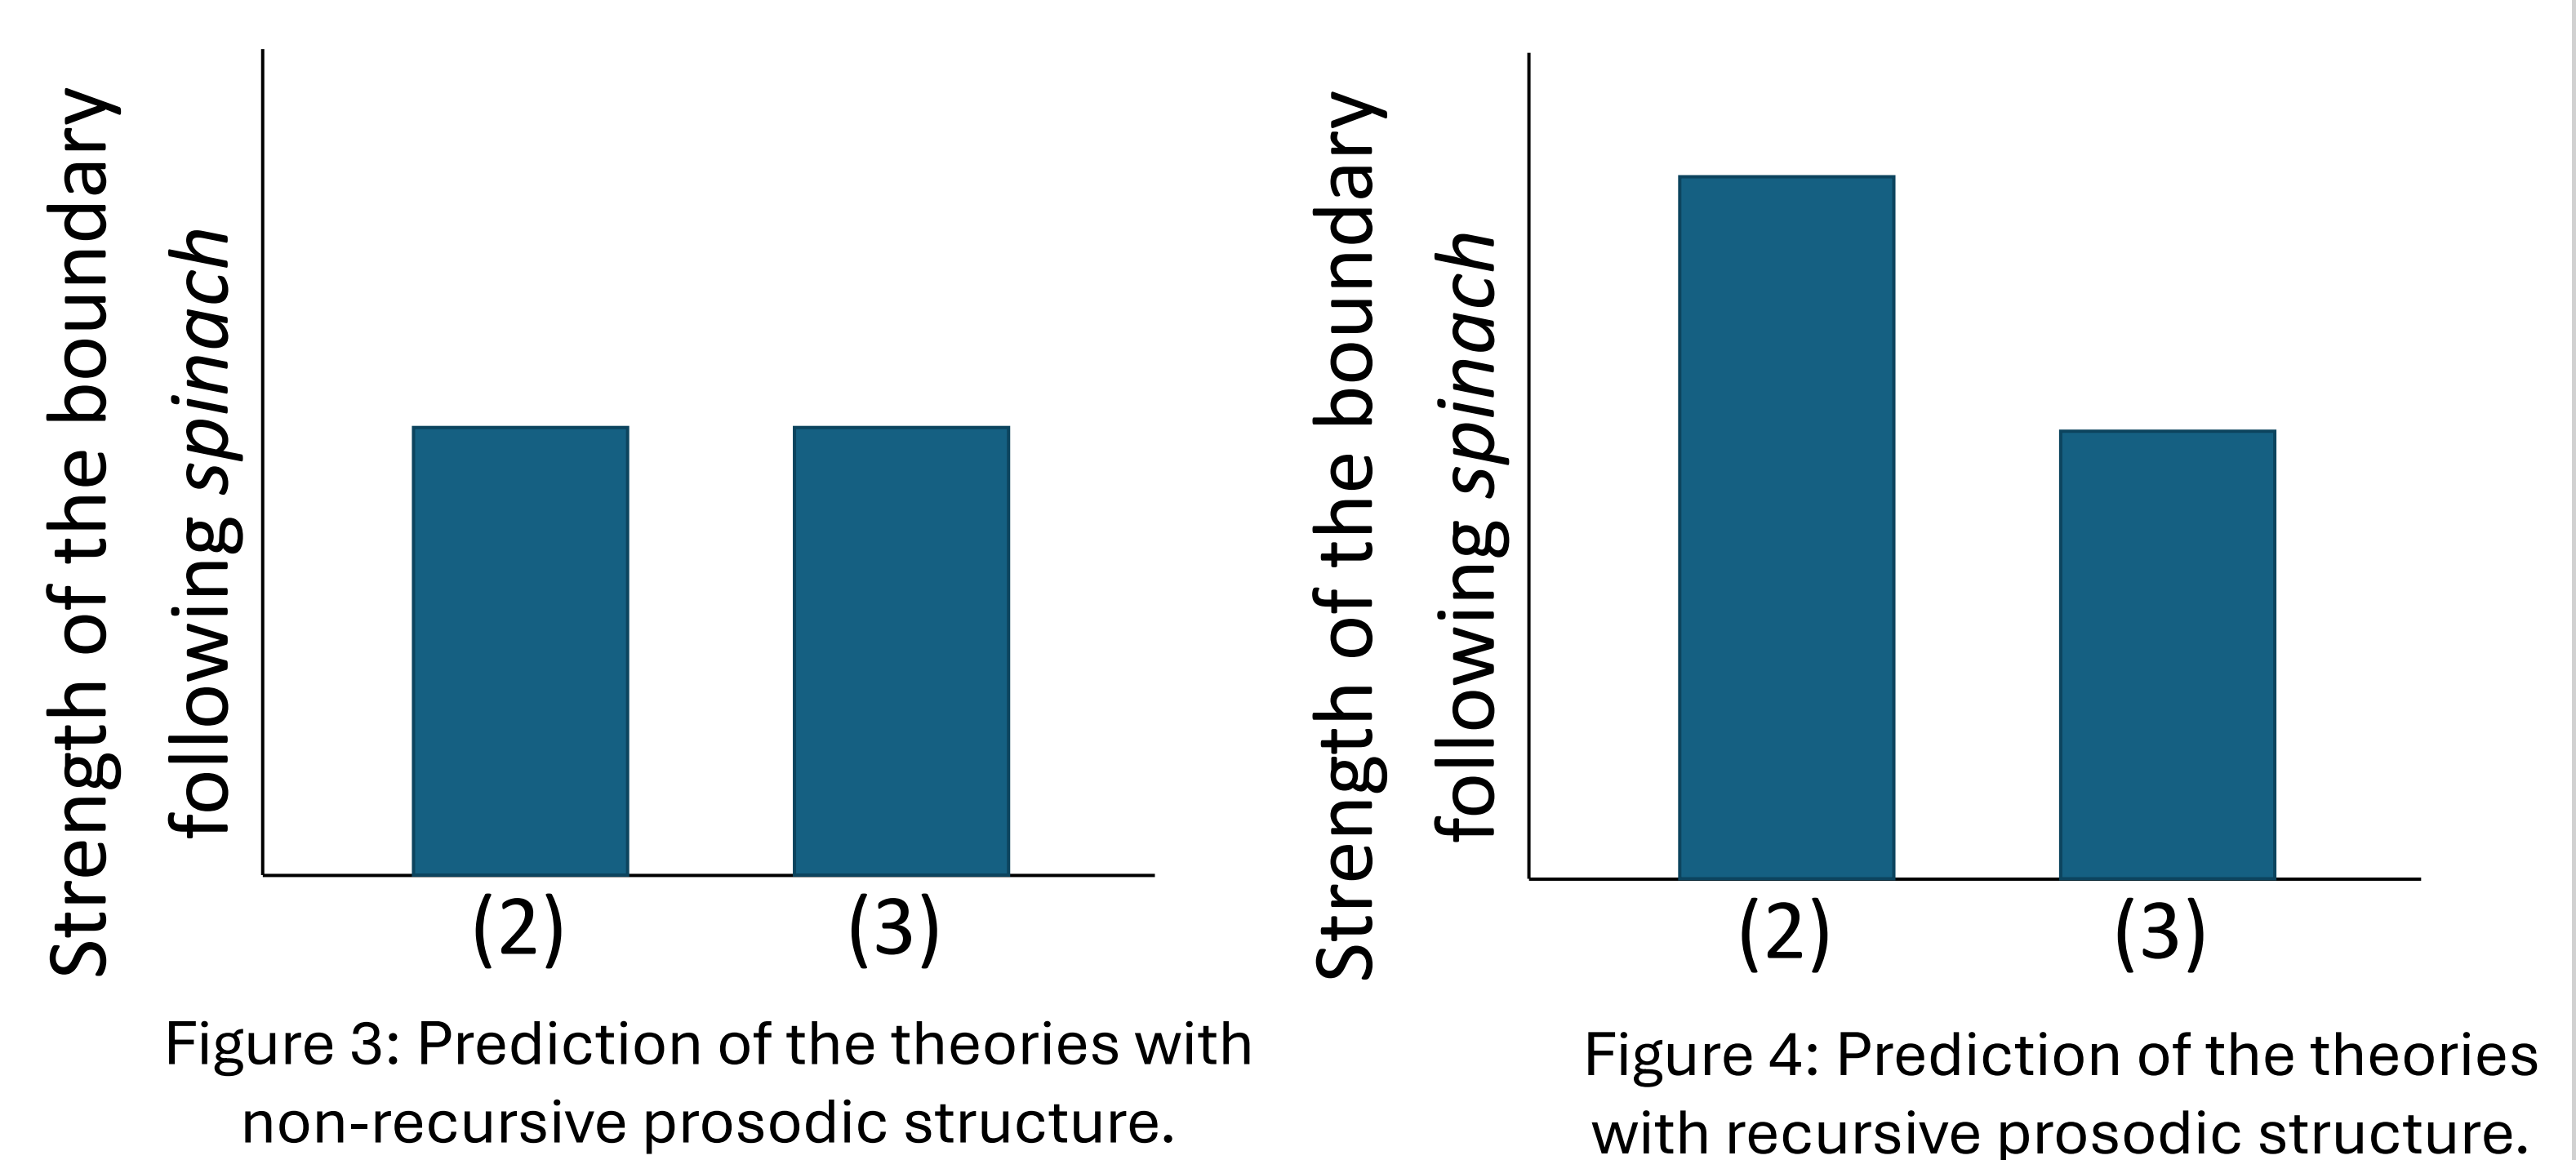 Strength of the boundary
following spinach
(2)
(3)
Figure 3: Prediction of the theories with
non-recursive prosodic structure.
Strength of the boundary
following spinach
(2)
(3)
Figure 4: Prediction of the theories
with recursive prosodic structure.